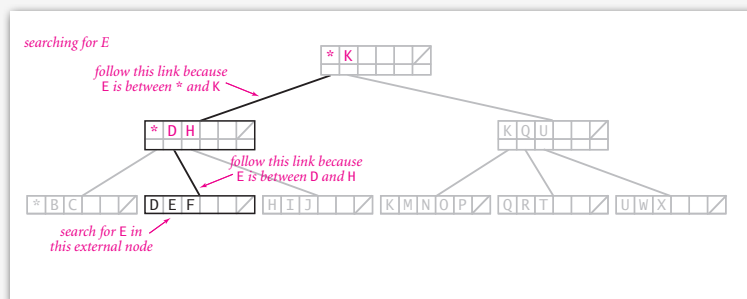 searching for E
* K
follow this link because
E is between * and K
* D H
K Q U
follow this link because
E is between D and H
* B C
D E F
H I J
K M N O P
Q R T
U W X
search for E in
this external node